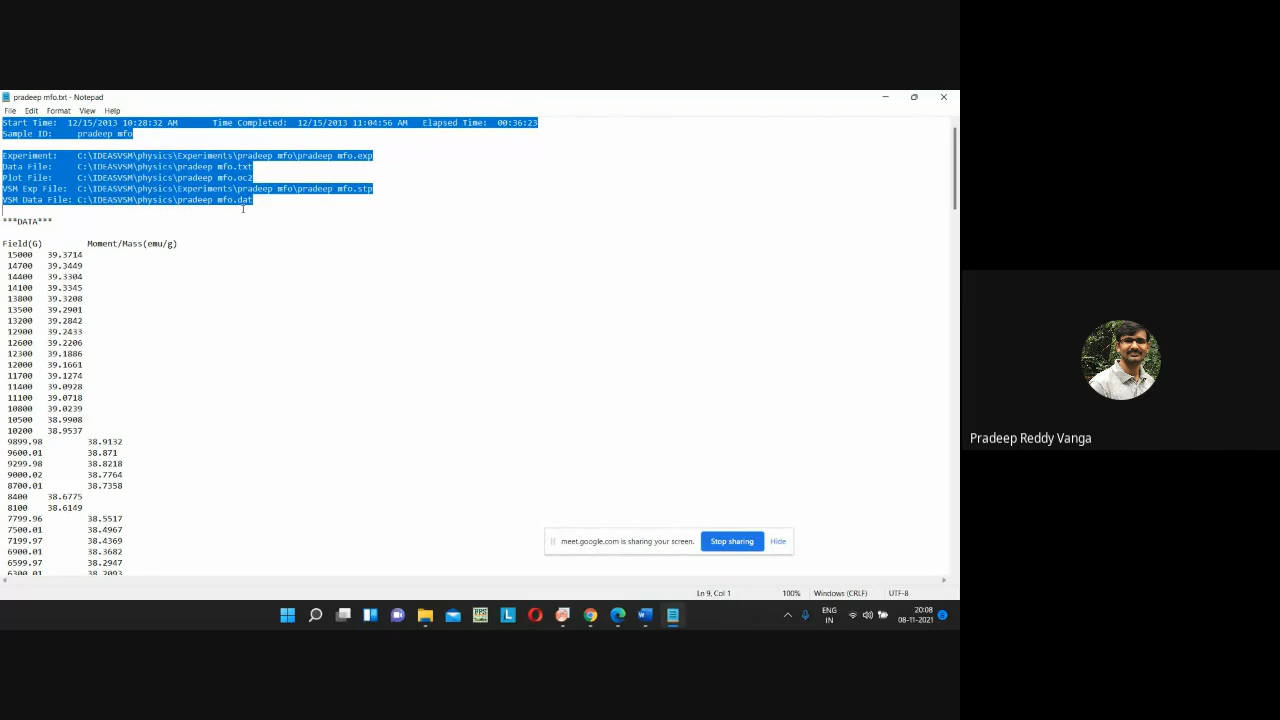 pradeep mfo.txt - Notepad
File Edit Format View Help
Start Time: 12/15/2013 10:28:32 AM Time Completed: 12/15/2013 11:04:56 AM Elapsed Time: 00:36:23
Sample ID: pradeep mfo
Experiment: C:\IDEASVSM\physics\Experiments\pradeep mfo\pradeep mfo.exp
Data File: C:\IDEASVSM\physics\pradeep mfo.txt
Plot File: C:\IDEASVSM\physics\pradeep mfo.oc2
VSM Exp File: C:\IDEASVSM\physics\Experiments\pradeep mfo\pradeep mfo.stp
VSM Data File: C:\IDEASVSM\physics\pradeep mfo.dat
***DATA***
Field(G) Moment/Mass(emu/g)
15000 39.3714
14700 39.3449
14400 39.3304
14100 39.3345
13800 39.3208
13500 39.2901
13200 39.2842
12900 39.2433
12600 39.2206
12300 39.1886
12000 39.1661
11700 39.1274
11400 39.0928
11100 39.0718
10800 39.0239
10500 38.9908
10200 38.9537
9899.98 38.9132
9600.01 38.871
9299.98 38.8218
9000.02 38.7764
8700.01 38.7358
8400 38.6775
8100 38.6149
7799.96 38.5517
7500.01 38.4967
7199.97 38.4369
6900.01 38.3682
6599.97 38.2947
6300.01 38.2093
meet.google.com is sharing your screen. Stop sharing Hide
Pradeep Reddy Vanga
Ln 9, Col 1 100% Windows (CRLF) UTF-8
ENG
IN
20:08
08-11-2021